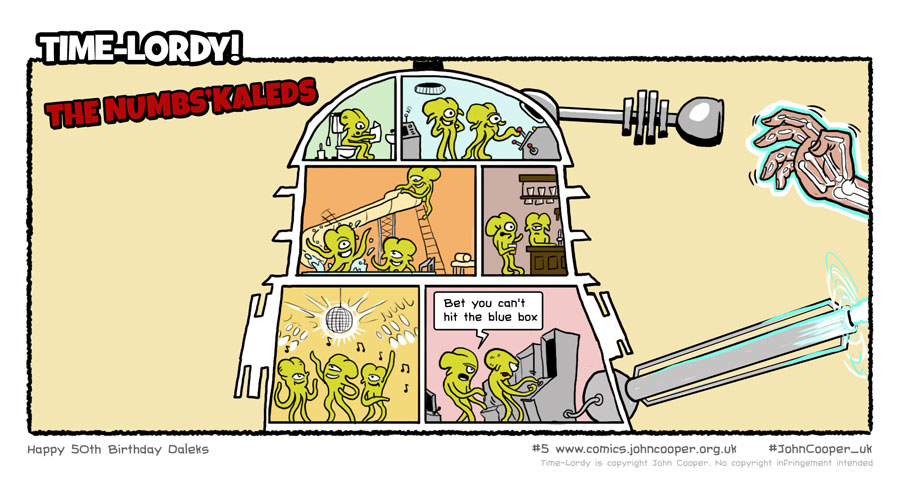 TIME-LORDY!
THE NUMBS'KALEDS
Bet you can't
hit the blue box
Happy 50th Birthday Daleks
#5 www.comics.johncooper.org.uk
#JohnCooper_uk
Time-Lordy is copyright John Cooper. No copyright infringement intended